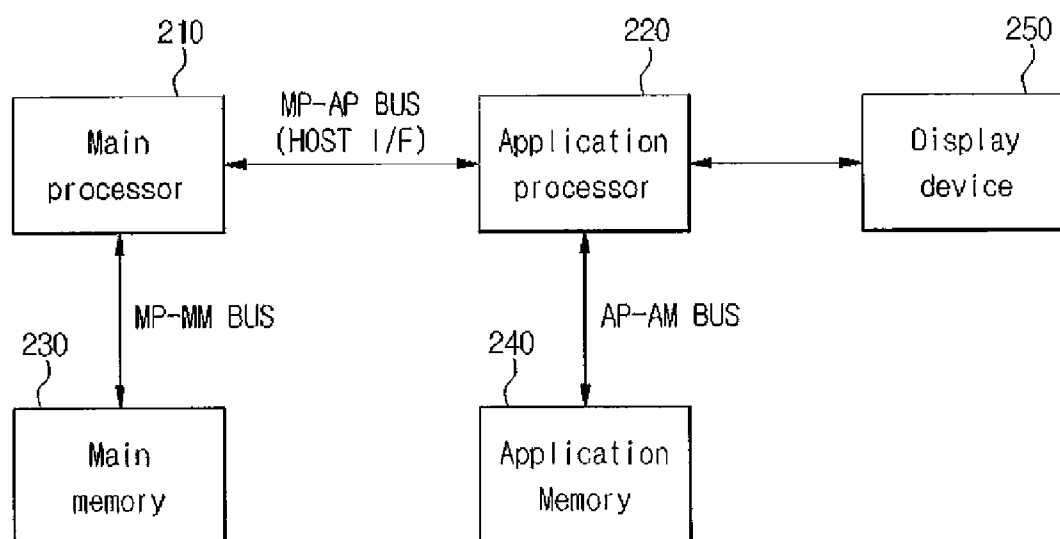 210
220
250
MP-AP BUS
(HOST I/F)
Main
processor
Application
processor
Display
device
MP-MM BUS
AP-AM BUS
230
240
Main
memory
Application
Memory